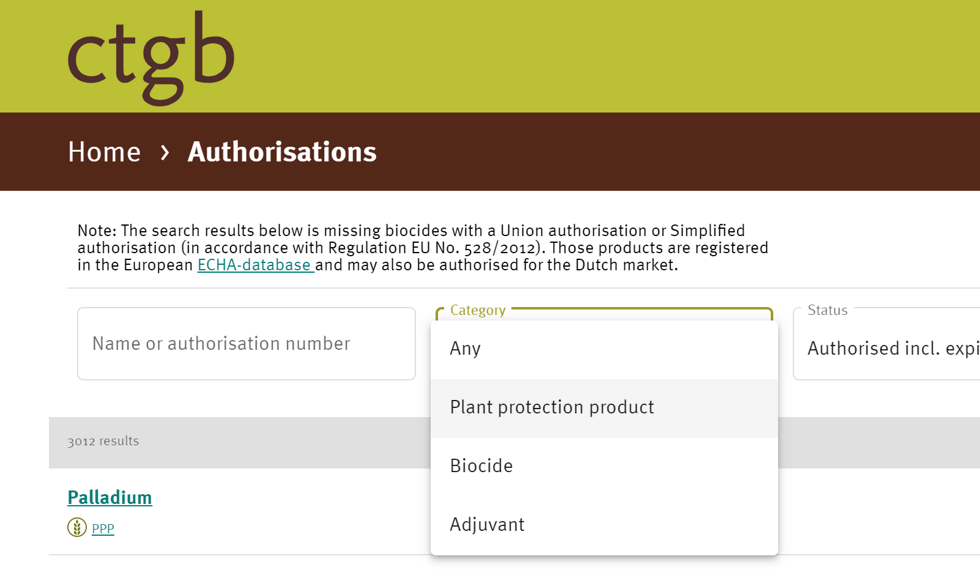 ctgb
Home › Authorisations
Note: The search results below is missing biocides with a Union authorisation or Simplified
authorisation (in accordance with Regulation EU No. 528/2012). Those products are registered
in the European ECHA-database and may also be authorised for the Dutch market.
Name or authorisation number
Category
Any
Plant protection product
Biocide
Adjuvant
Status
Authorised incl. expi
3012 results
Palladium
PPP